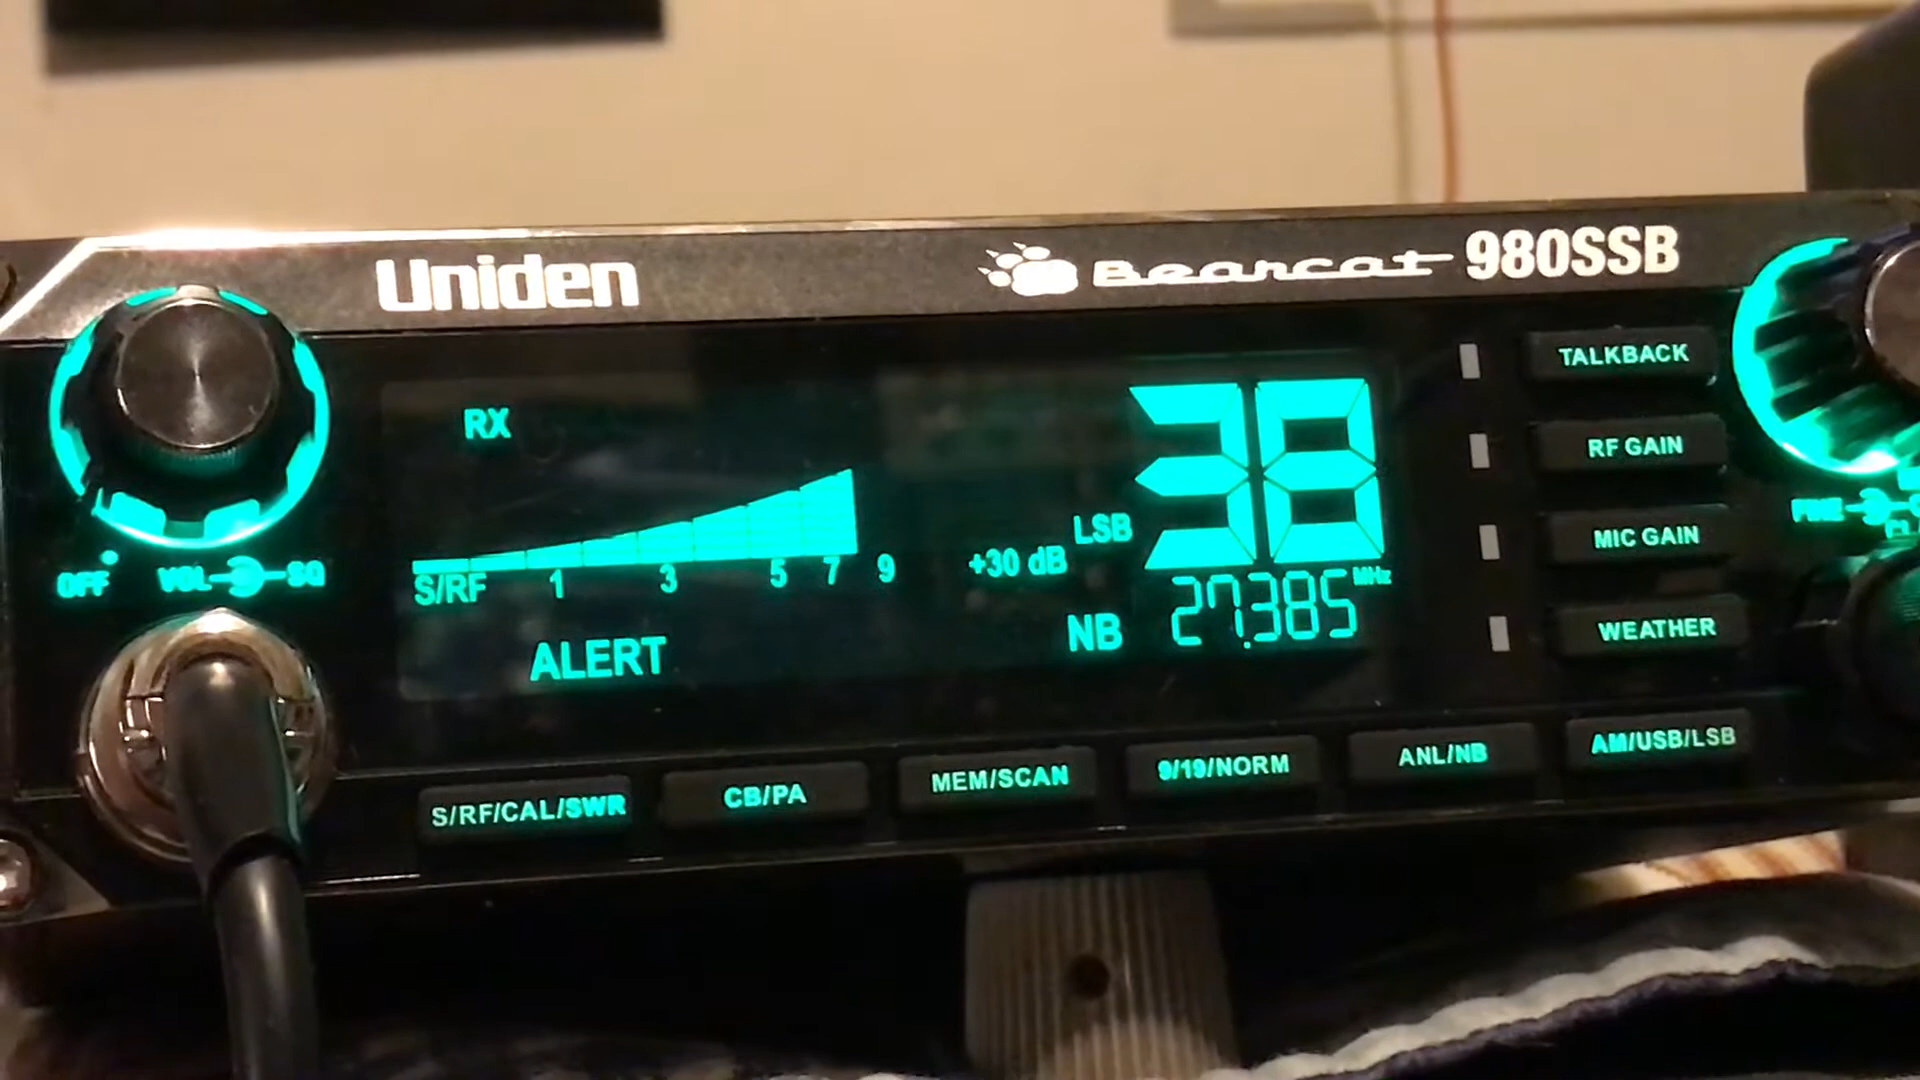 Uniden
Bearcat 980SSB
TALKBACK
RX
38
RF GAIN
LSB
MIC GAIN
+30 dB
S/RF 1 3 5 7 9
27.385 MHz
OFF VOL SQ
NB
WEATHER
ALERT
S/RF/CAL/SWR
CB/PA
MEM/SCAN
9/19/NORM
ANL/NB
AM/USB/LSB